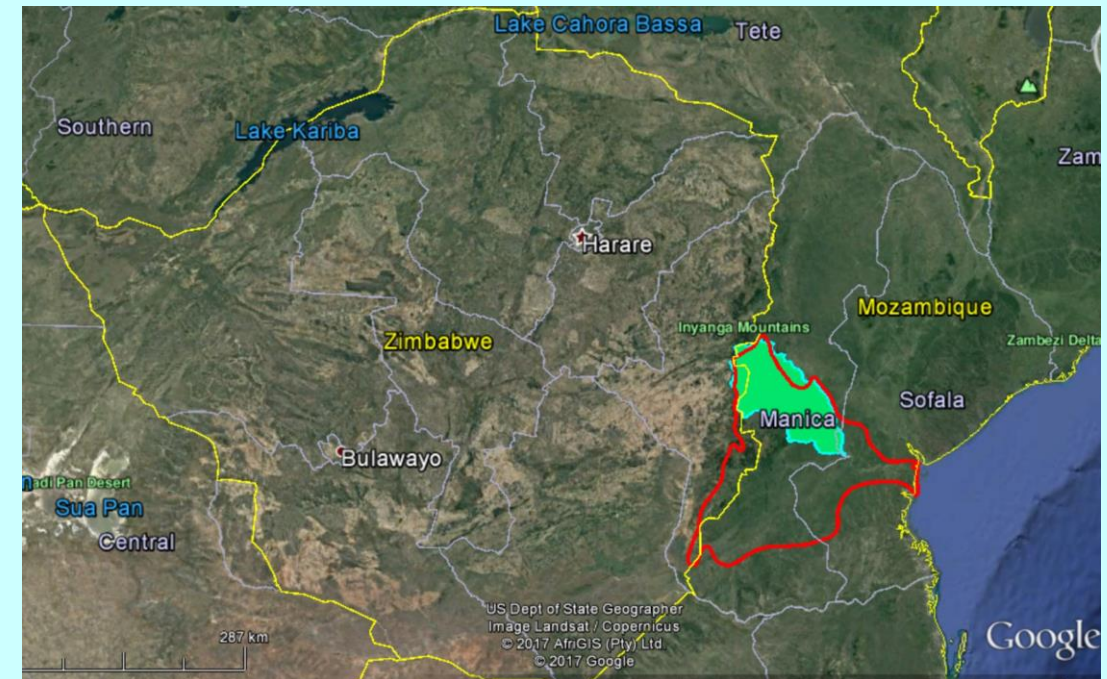 Lake Cahora Bassa
Tete
Southern
Lake Kariba
Zam
Harare
Mozambique
Inyanga Mountains
Zimbabwe
Zambezi Delta
Sofala
Manica
Bulawayo
adi Pan Desert
Sua Pan
Central
US Dept of State Geographer
Image Landsat / Copernicus
© 2017 AfriGIS (Pty) Ltd.
© 2017 Google
287 km
Google